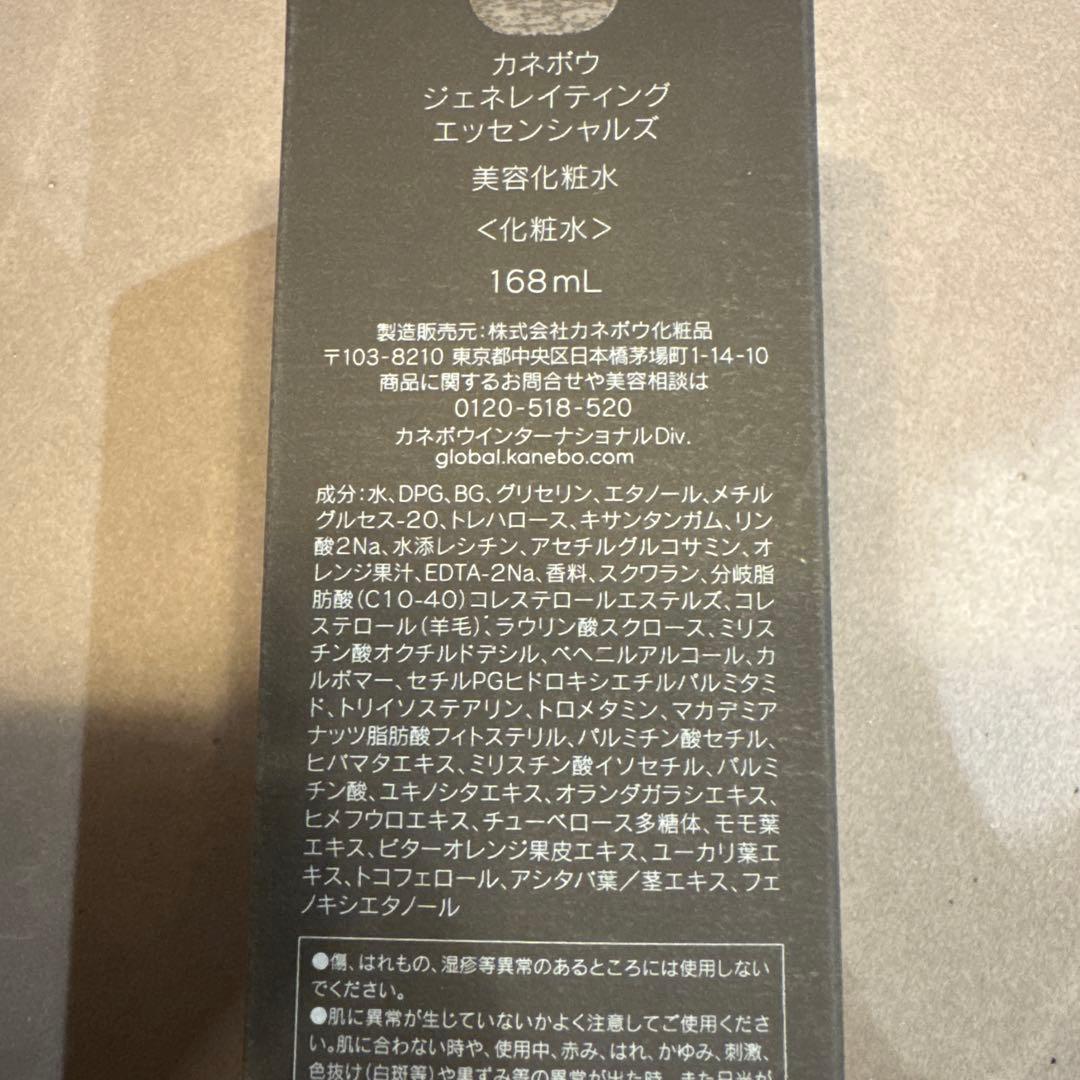 カネボウ
ジェネレイティング
エッセンシャルズ
美容化粧水
<化粧水>
168mL
製造販売元:株式会社カネボウ化粧品
〒103-8210 東京都中央区日本橋茅場町1-14-10
商品に関するお問合せや美容相談は
0120-518-520
カネボウインターナショナルDiv.
global.kanebo.com
成分:水、DPG、BG、グリセリン、エタノール、メチル
グルセス-20、トレハロース、キサンタンガム、リン
酸2Na、水添レシチン、アセチルグルコサミン、オ
レンジ果汁、EDTA-2Na、香料、スクワラン、分岐脂
肪酸(C10-40)コレステロールエステルズ、コレ
ステロール(羊毛)、ラウリン酸スクロース、ミリス
チン酸オクチルドデシル、ベヘニルアルコール、カ
ルボマー、セチルPGヒドロキシエチルパルミタミ
ド、トリイソステアリン、トロメタミン、マカデミア
ナッツ脂肪酸フィトステリル、パルミチン酸セチル、
ヒバマタエキス、ミリスチン酸イソセチル、パルミ
チン酸、ユキノシタエキス、オランダガラシエキス、
ヒメフウロエキス、チューベロース多糖体、モモ葉
エキス、ビターオレンジ果皮エキス、ユーカリ葉エ
キス、トコフェロール、アシタバ葉/茎エキス、フェ
ノキシエタノール
●傷、はれもの、湿疹等異常のあるところには使用しない
でください。
●肌に異常が生じていないかよく注意してご使用くださ
い。肌に合わない時や、使用中、赤み、はれ、かゆみ、刺激、
色抜け(白斑等)や黒ずみ等の異常が出た時、また日光が